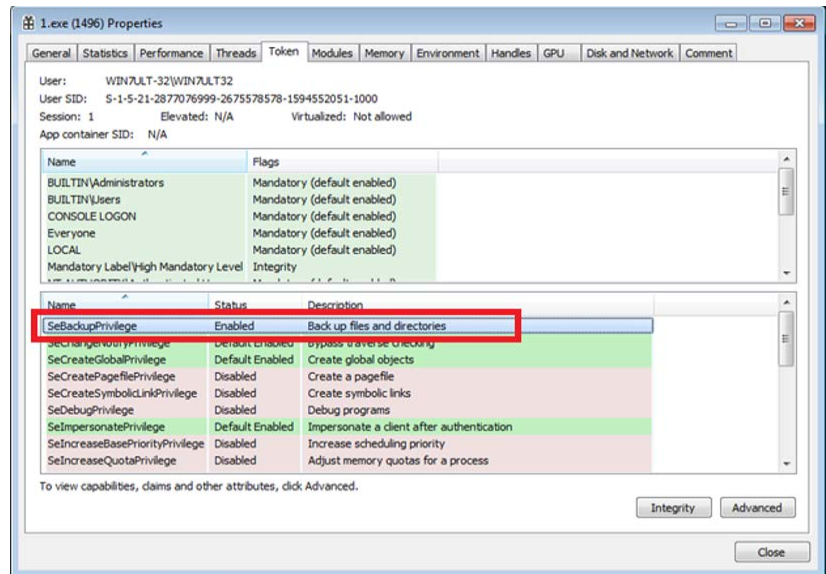 1.exe (1496) Properties
General Statistics Performance Threads Token Modules Memory Environment Handles GPU Disk and Network Comment
User: WIN7ULT-32\WIN7ULT32
User SID: S-1-5-21-2877076999-2675578578-1594552051-1000
Session: 1 Elevated: N/A Virtualized: Not allowed
App container SID: N/A
Name Flags
BUILTIN\Administrators Mandatory (default enabled)
BUILTIN\Users Mandatory (default enabled)
CONSOLE LOGON Mandatory (default enabled)
Everyone Mandatory (default enabled)
LOCAL Mandatory (default enabled)
Mandatory Label\High Mandatory Level Integrity
Name Status Description
SeBackupPrivilege Enabled Back up files and directories
SeChangeNotifyPrivilege Default Enabled Bypass traverse checking
SeCreateGlobalPrivilege Default Enabled Create global objects
SeCreatePagefilePrivilege Disabled Create a pagefile
SeCreateSymbolicLinkPrivilege Disabled Create symbolic links
SeDebugPrivilege Disabled Debug programs
SeImpersonatePrivilege Default Enabled Impersonate a client after authentication
SeIncreaseBasePriorityPrivilege Disabled Increase scheduling priority
SeIncreaseQuotaPrivilege Disabled Adjust memory quotas for a process
To view capabilities, claims and other attributes, click Advanced.
Integrity Advanced
Close